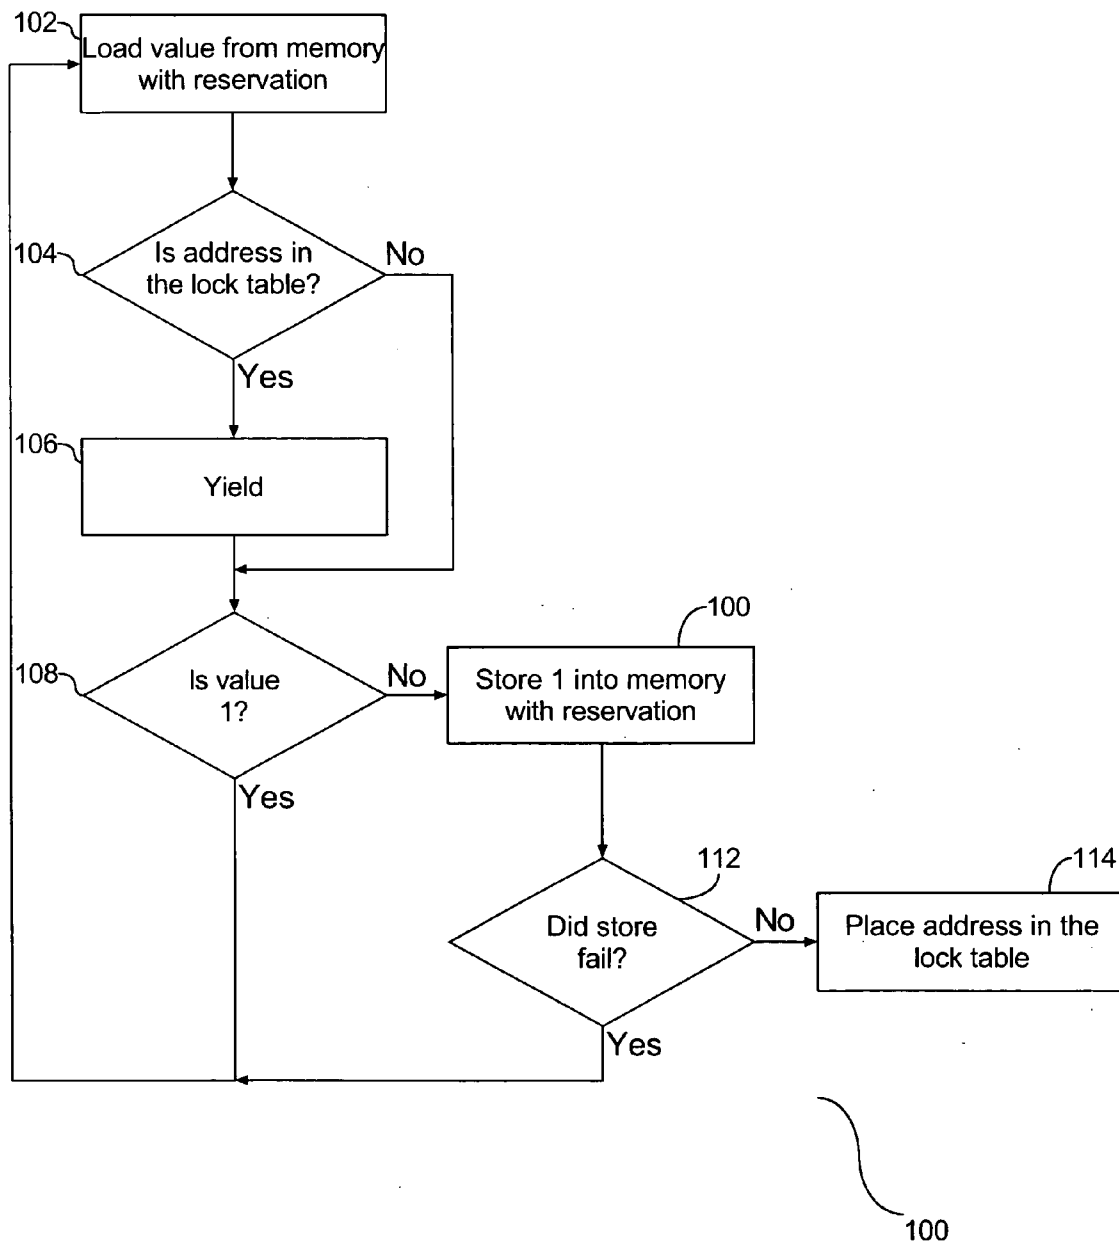 102
Load value from memory
with reservation
104
Is address in
the lock table?
No
Yes
106
Yield
108
Is value
1?
No
Yes
100
Store 1 into memory
with reservation
112
Did store
fail?
No
Yes
114
Place address in the
lock table
100